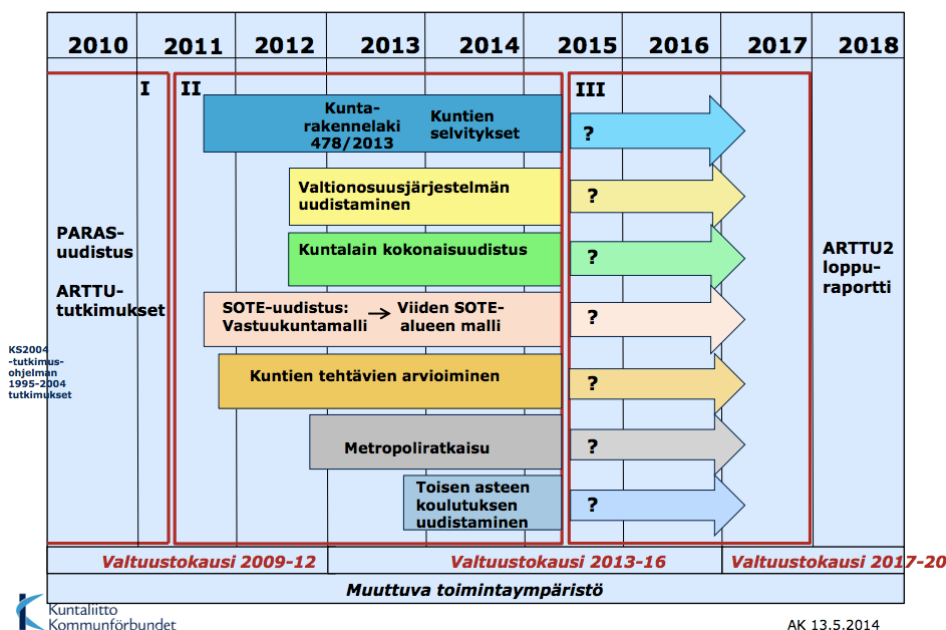 2010 2011 2012 2013 2014 2015 2016 2017 2018
I II III
Kunta-
rakennelaki
478/2013
Kuntien
selvitykset
?
Valtionosuusjärjestelmän
uudistaminen
?
PARAS-
uudistus
ARTTU-
tutkimukset
Kuntalain kokonaisuudistus
?
ARTTU2
loppu-
raportti
SOTE-uudistus:
Vastuukuntamalli
→ Viiden SOTE-
alueen malli
?
KS2004
-tutkimus-
ohjelman
1995-2004
tutkimukset
Kuntien tehtävien arvioiminen
?
Metropoliratkaisu
?
Toisen asteen
koulutuksen
uudistaminen
?
Valtuustokausi 2009-12 Valtuustokausi 2013-16 Valtuustokausi 2017-20
Muuttuva toimintaympäristö
Kuntaliitto
Kommunförbundet
AK 13.5.2014